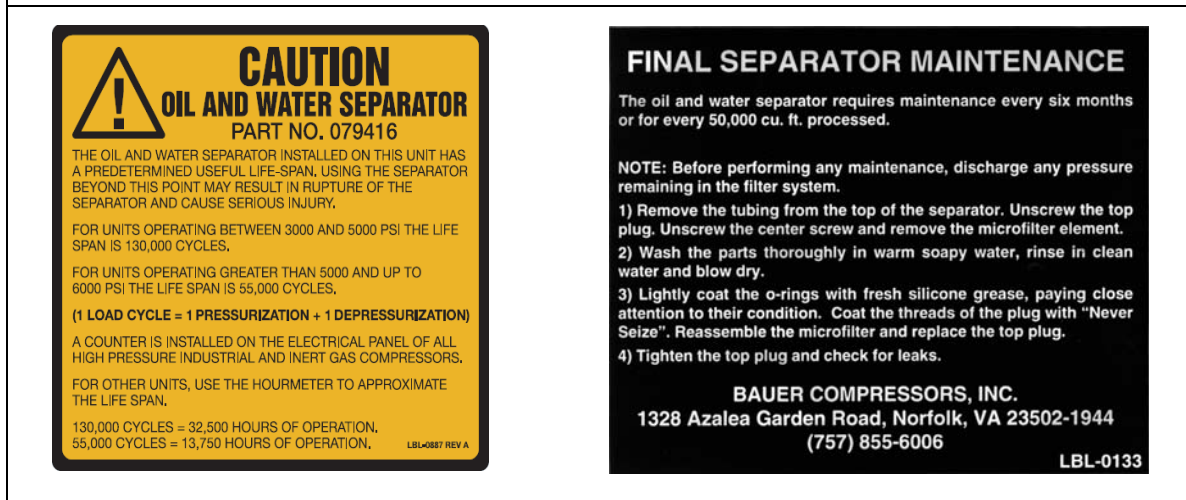 CAUTION
OIL AND WATER SEPARATOR
PART NO. 079416
THE OIL AND WATER SEPARATOR INSTALLED ON THIS UNIT HAS
A PREDETERMINED USEFUL LIFE-SPAN. USING THE SEPARATOR
BEYOND THIS POINT MAY RESULT IN RUPTURE OF THE
SEPARATOR AND CAUSE SERIOUS INJURY.
FOR UNITS OPERATING BETWEEN 3000 AND 5000 PSI THE LIFE
SPAN IS 130,000 CYCLES.
FOR UNITS OPERATING GREATER THAN 5000 AND UP TO
6000 PSI THE LIFE SPAN IS 55,000 CYCLES.
(1 LOAD CYCLE = 1 PRESSURIZATION + 1 DEPRESSURIZATION)
A COUNTER IS INSTALLED ON THE ELECTRICAL PANEL OF ALL
HIGH PRESSURE INDUSTRIAL AND INERT GAS COMPRESSORS.
FOR OTHER UNITS, USE THE HOURMETER TO APPROXIMATE
THE LIFE SPAN.
130,000 CYCLES = 32,500 HOURS OF OPERATION.
55,000 CYCLES = 13,750 HOURS OF OPERATION.
LBL-0887 REV A
FINAL SEPARATOR MAINTENANCE
The oil and water separator requires maintenance every six months
or for every 50,000 cu. ft. processed.
NOTE: Before performing any maintenance, discharge any pressure
remaining in the filter system.
1) Remove the tubing from the top of the separator. Unscrew the top
plug. Unscrew the center screw and remove the microfilter element.
2) Wash the parts thoroughly in warm soapy water, rinse in clean
water and blow dry.
3) Lightly coat the o-rings with fresh silicone grease, paying close
attention to their condition. Coat the threads of the plug with “Never
Seize”. Reassemble the microfilter and replace the top plug.
4) Tighten the top plug and check for leaks.
BAUER COMPRESSORS, INC.
1328 Azalea Garden Road, Norfolk, VA 23502-1944
(757) 855-6006
LBL-0133